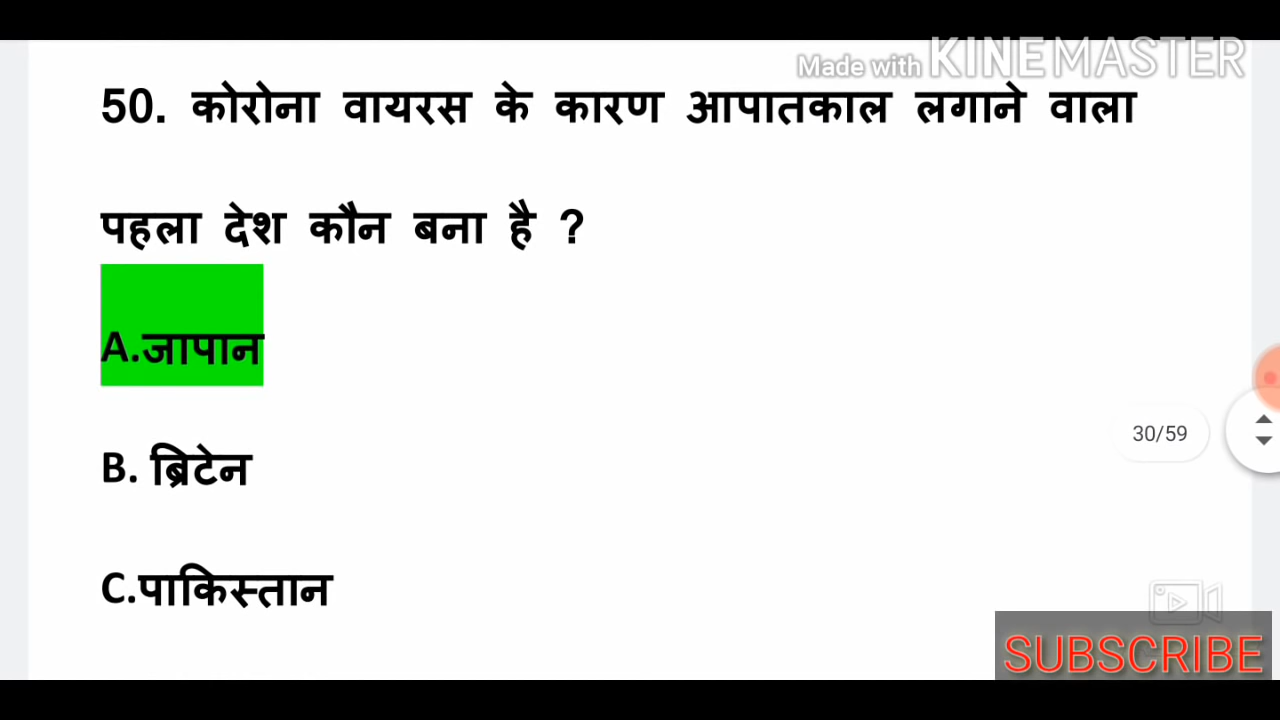 Made with KINEMASTER
50. कोरोना वायरस के कारण आपातकाल लगाने वाला
पहला देश कौन बना है ?
A.जापान
B. ब्रिटेन
30/59
C.पाकिस्तान
SUBSCRIBE